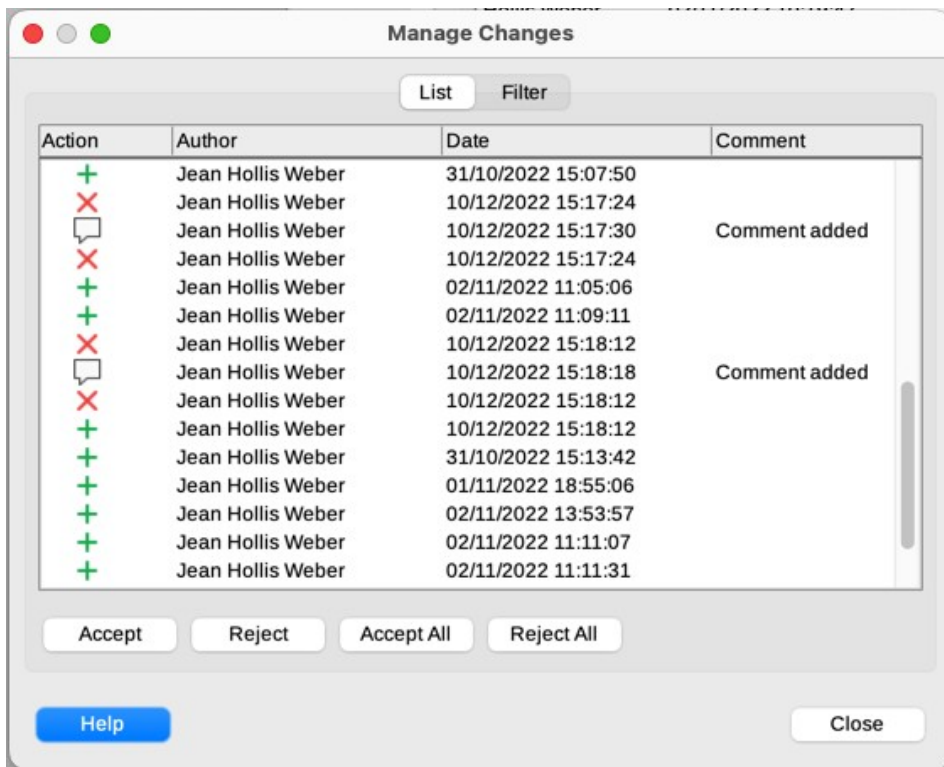 Manage Changes
List Filter
Action Author Date Comment
Jean Hollis Weber 31/10/2022 15:07:50
Jean Hollis Weber 10/12/2022 15:17:24
Jean Hollis Weber 10/12/2022 15:17:30 Comment added
Jean Hollis Weber 10/12/2022 15:17:24
Jean Hollis Weber 02/11/2022 11:05:06
Jean Hollis Weber 02/11/2022 11:09:11
Jean Hollis Weber 10/12/2022 15:18:12
Jean Hollis Weber 10/12/2022 15:18:18 Comment added
Jean Hollis Weber 10/12/2022 15:18:12
Jean Hollis Weber 10/12/2022 15:18:12
Jean Hollis Weber 31/10/2022 15:13:42
Jean Hollis Weber 01/11/2022 18:55:06
Jean Hollis Weber 02/11/2022 13:53:57
Jean Hollis Weber 02/11/2022 11:11:07
Jean Hollis Weber 02/11/2022 11:11:31
Accept Reject Accept All Reject All
Help Close